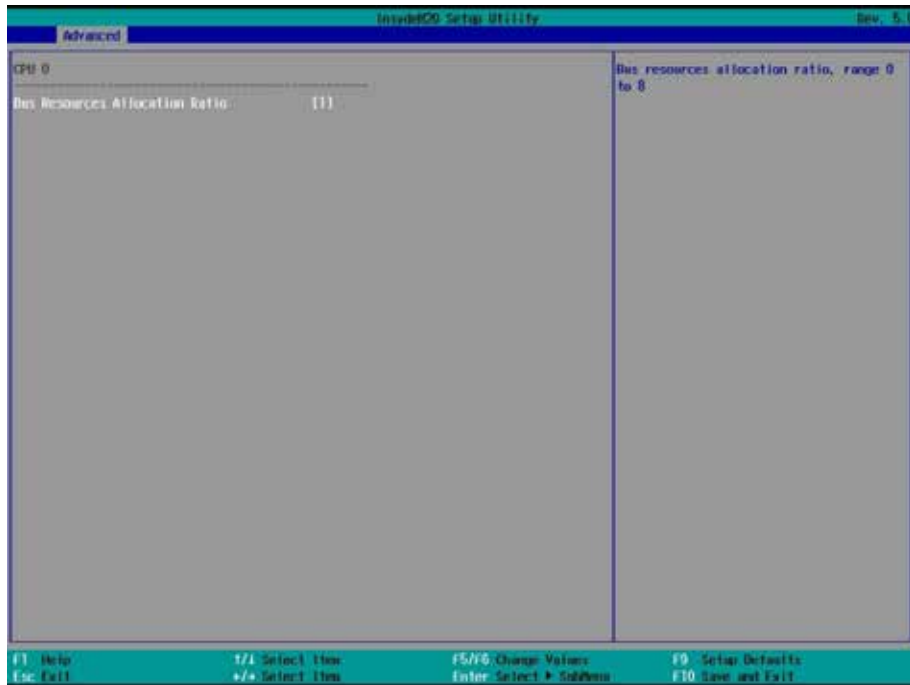 InsydeH2O Setup Utility
Rev. 5.
Advanced
CPU 0
Bus Resources Allocation Ratio [1]
Bus resources allocation ratio, range 0
to 8
F1 Help
↑/↓ Select Item
F5/F6 Change Values
F9 Setup Defaults
Esc Exit
Select Item
Enter Select ▶ SubMenu
F10 Save and Exit